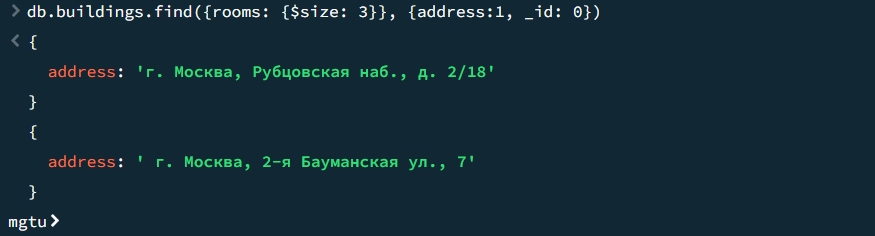 > db.buildings.find({rooms: {$size: 3}}, {address:1, _id: 0})
< {
address: 'г. Москва, Рубцовская наб., д. 2/18'
}
{
address: ' г. Москва, 2-я Бауманская ул., 7'
}
mgtu>